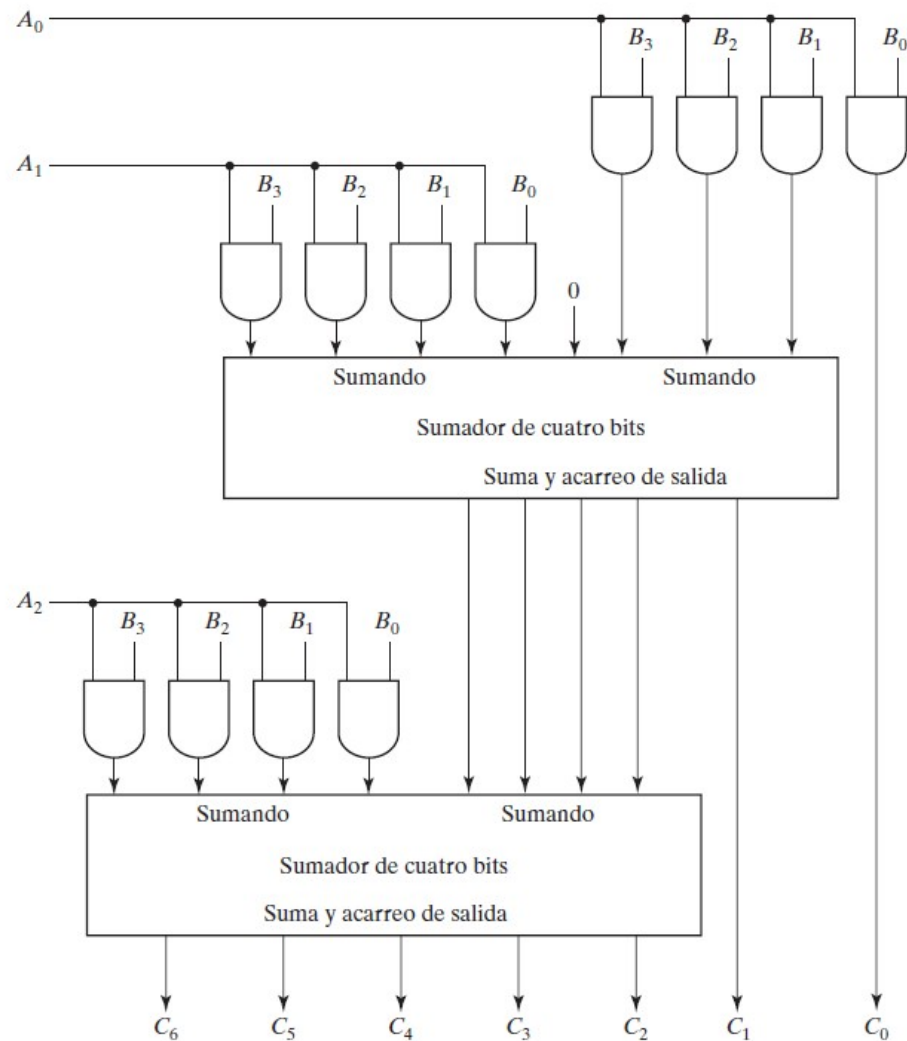 A₀
B₃ B₂ B₁ B₀
A₁
B₃ B₂ B₁ B₀
0
Sumando Sumando
Sumador de cuatro bits
Suma y acarreo de salida
A₂
B₃ B₂ B₁ B₀
Sumando Sumando
Sumador de cuatro bits
Suma y acarreo de salida
C₆ C₅ C₄ C₃ C₂ C₁ C₀